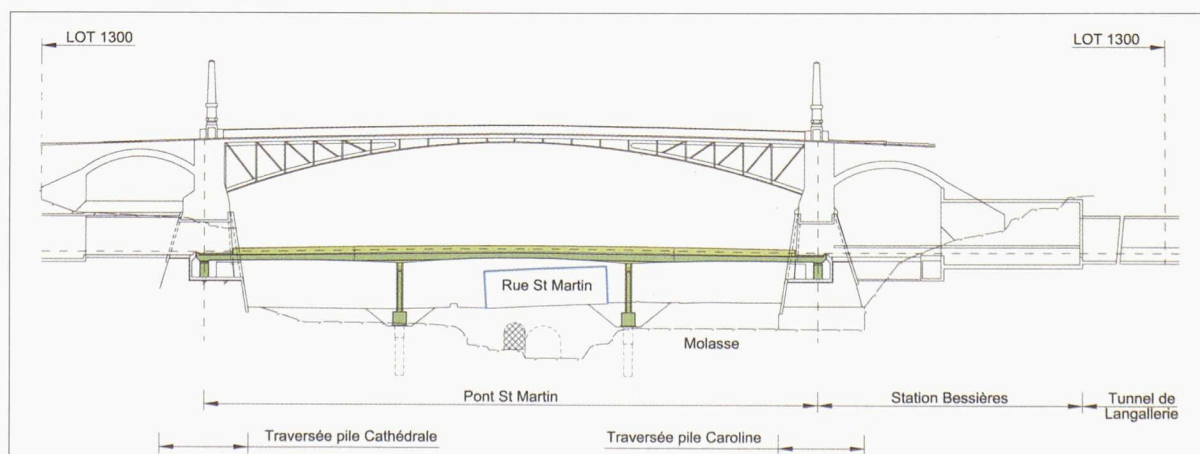 LOT 1300
LOT 1300
Rue St Martin
Molasse
Pont St Martin
Station Bessières
Tunnel de
Langallerie
Traversée pile Cathédrale
Traversée pile Caroline